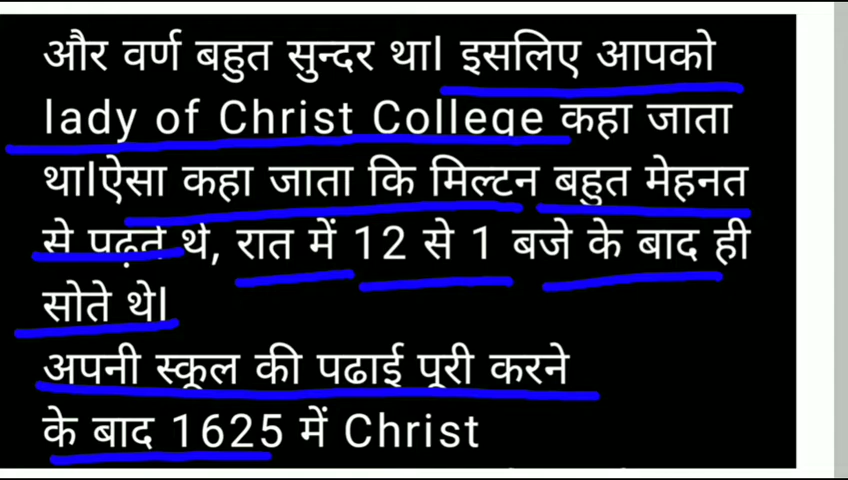 और वर्ण बहुत सुन्दर था। इसलिए आपको
lady of Christ College कहा जाता
था।ऐसा कहा जाता कि मिल्टन बहुत मेहनत
से पढ़ते थे, रात में 12 से 1 बजे के बाद ही
सोते थे।
अपनी स्कूल की पढाई पूरी करने
के बाद 1625 में Christ